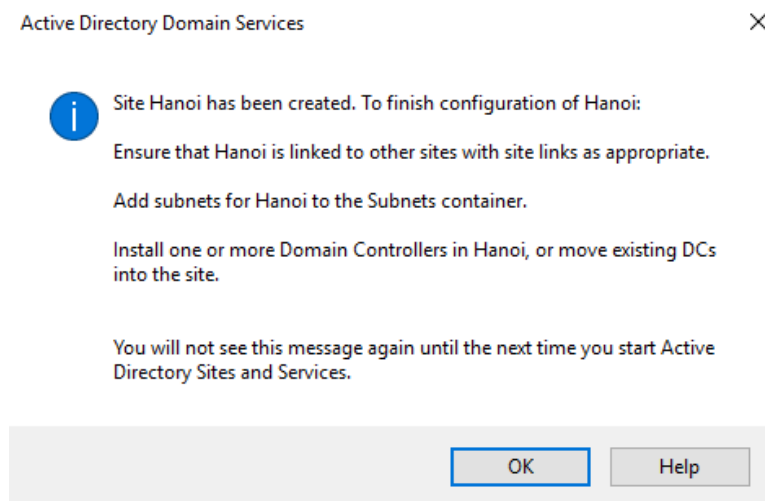 Active Directory Domain Services
Site Hanoi has been created. To finish configuration of Hanoi:
Ensure that Hanoi is linked to other sites with site links as appropriate.
Add subnets for Hanoi to the Subnets container.
Install one or more Domain Controllers in Hanoi, or move existing DCs
into the site.
You will not see this message again until the next time you start Active
Directory Sites and Services.
OK
Help